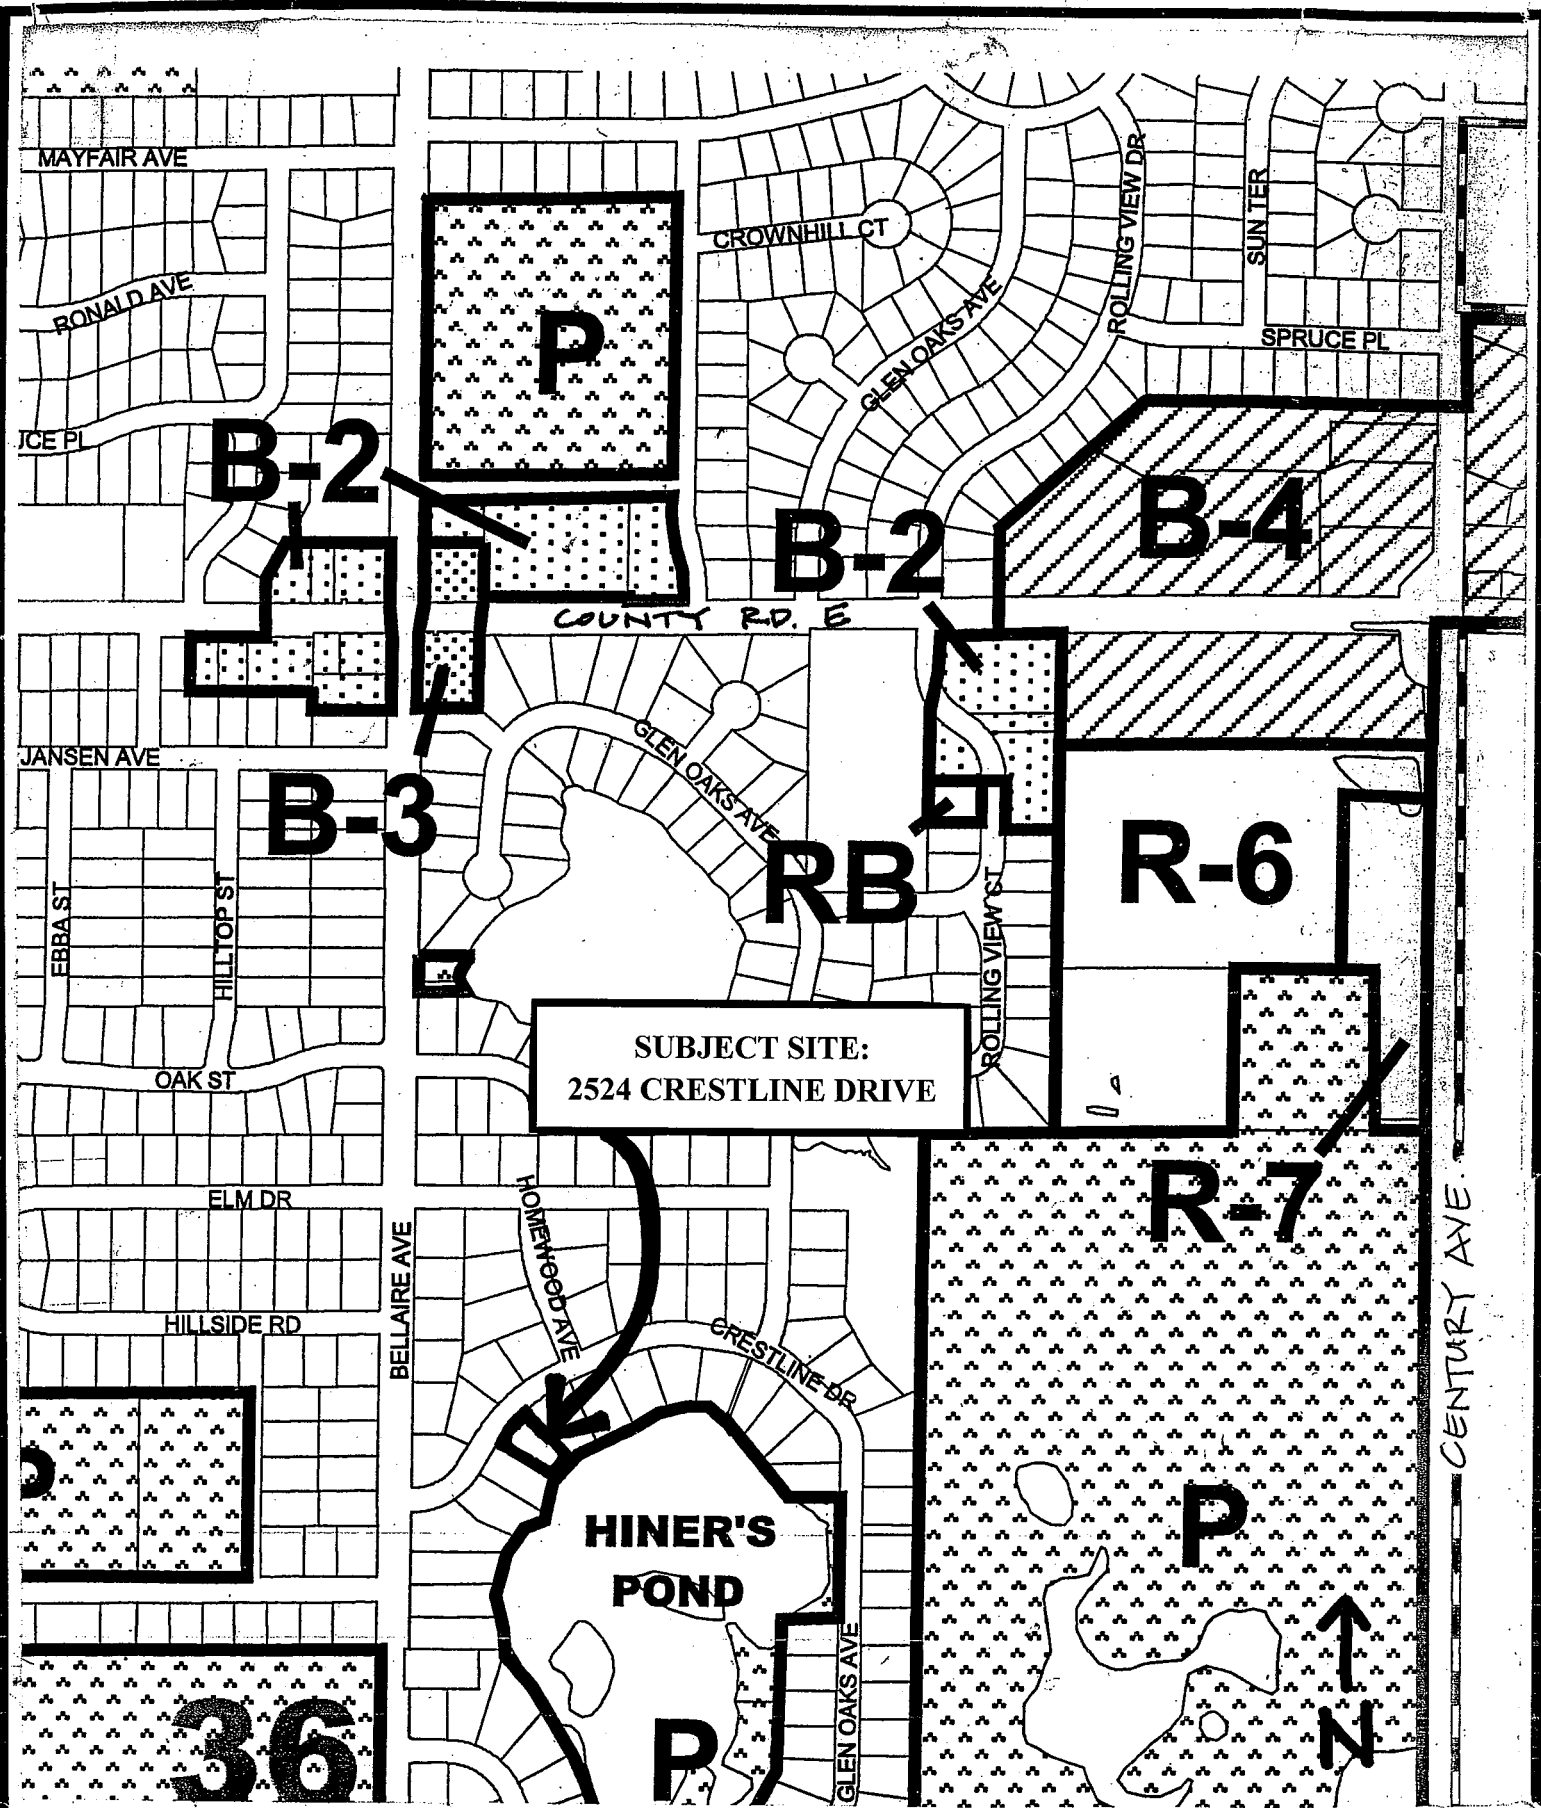 MAYFAIR AVE
CROWNHILL CT
ROLLING VIEW DR
SUN TER
RONALD AVE
P
GLEN OAKS AVE
SPRUCE PL
UCE PL
B-2
B-2
B-4
COUNTY RD. E
JANSEN AVE
GLEN OAKS AVE
B-3
RB
R-6
EBBA ST
HILLTOP ST
ROLLING VIEW CT
SUBJECT SITE:
2524 CRESTLINE DRIVE
OAK ST
ELM DR
HOMEWOOD AVE
R-7
BELLAIRE AVE
HILLSIDE RD
CRESTLINE DR
CENTURY AVE.
P
HINER'S
POND
P
GLEN OAKS AVE
P
N
36